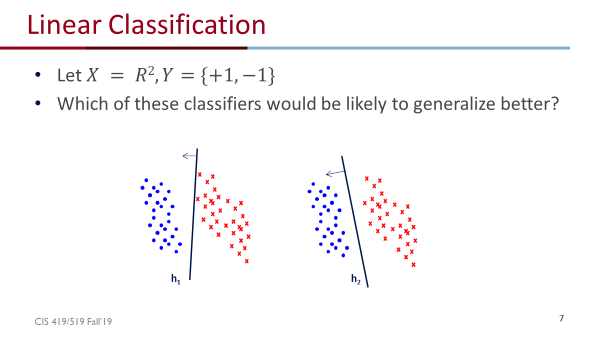 Linear Classification
• Let 𝑋 = 𝑅², 𝑌 = {+1, −1}
• Which of these classifiers would be likely to generalize better?
h₁ h₂
CIS 419/519 Fall'19 7